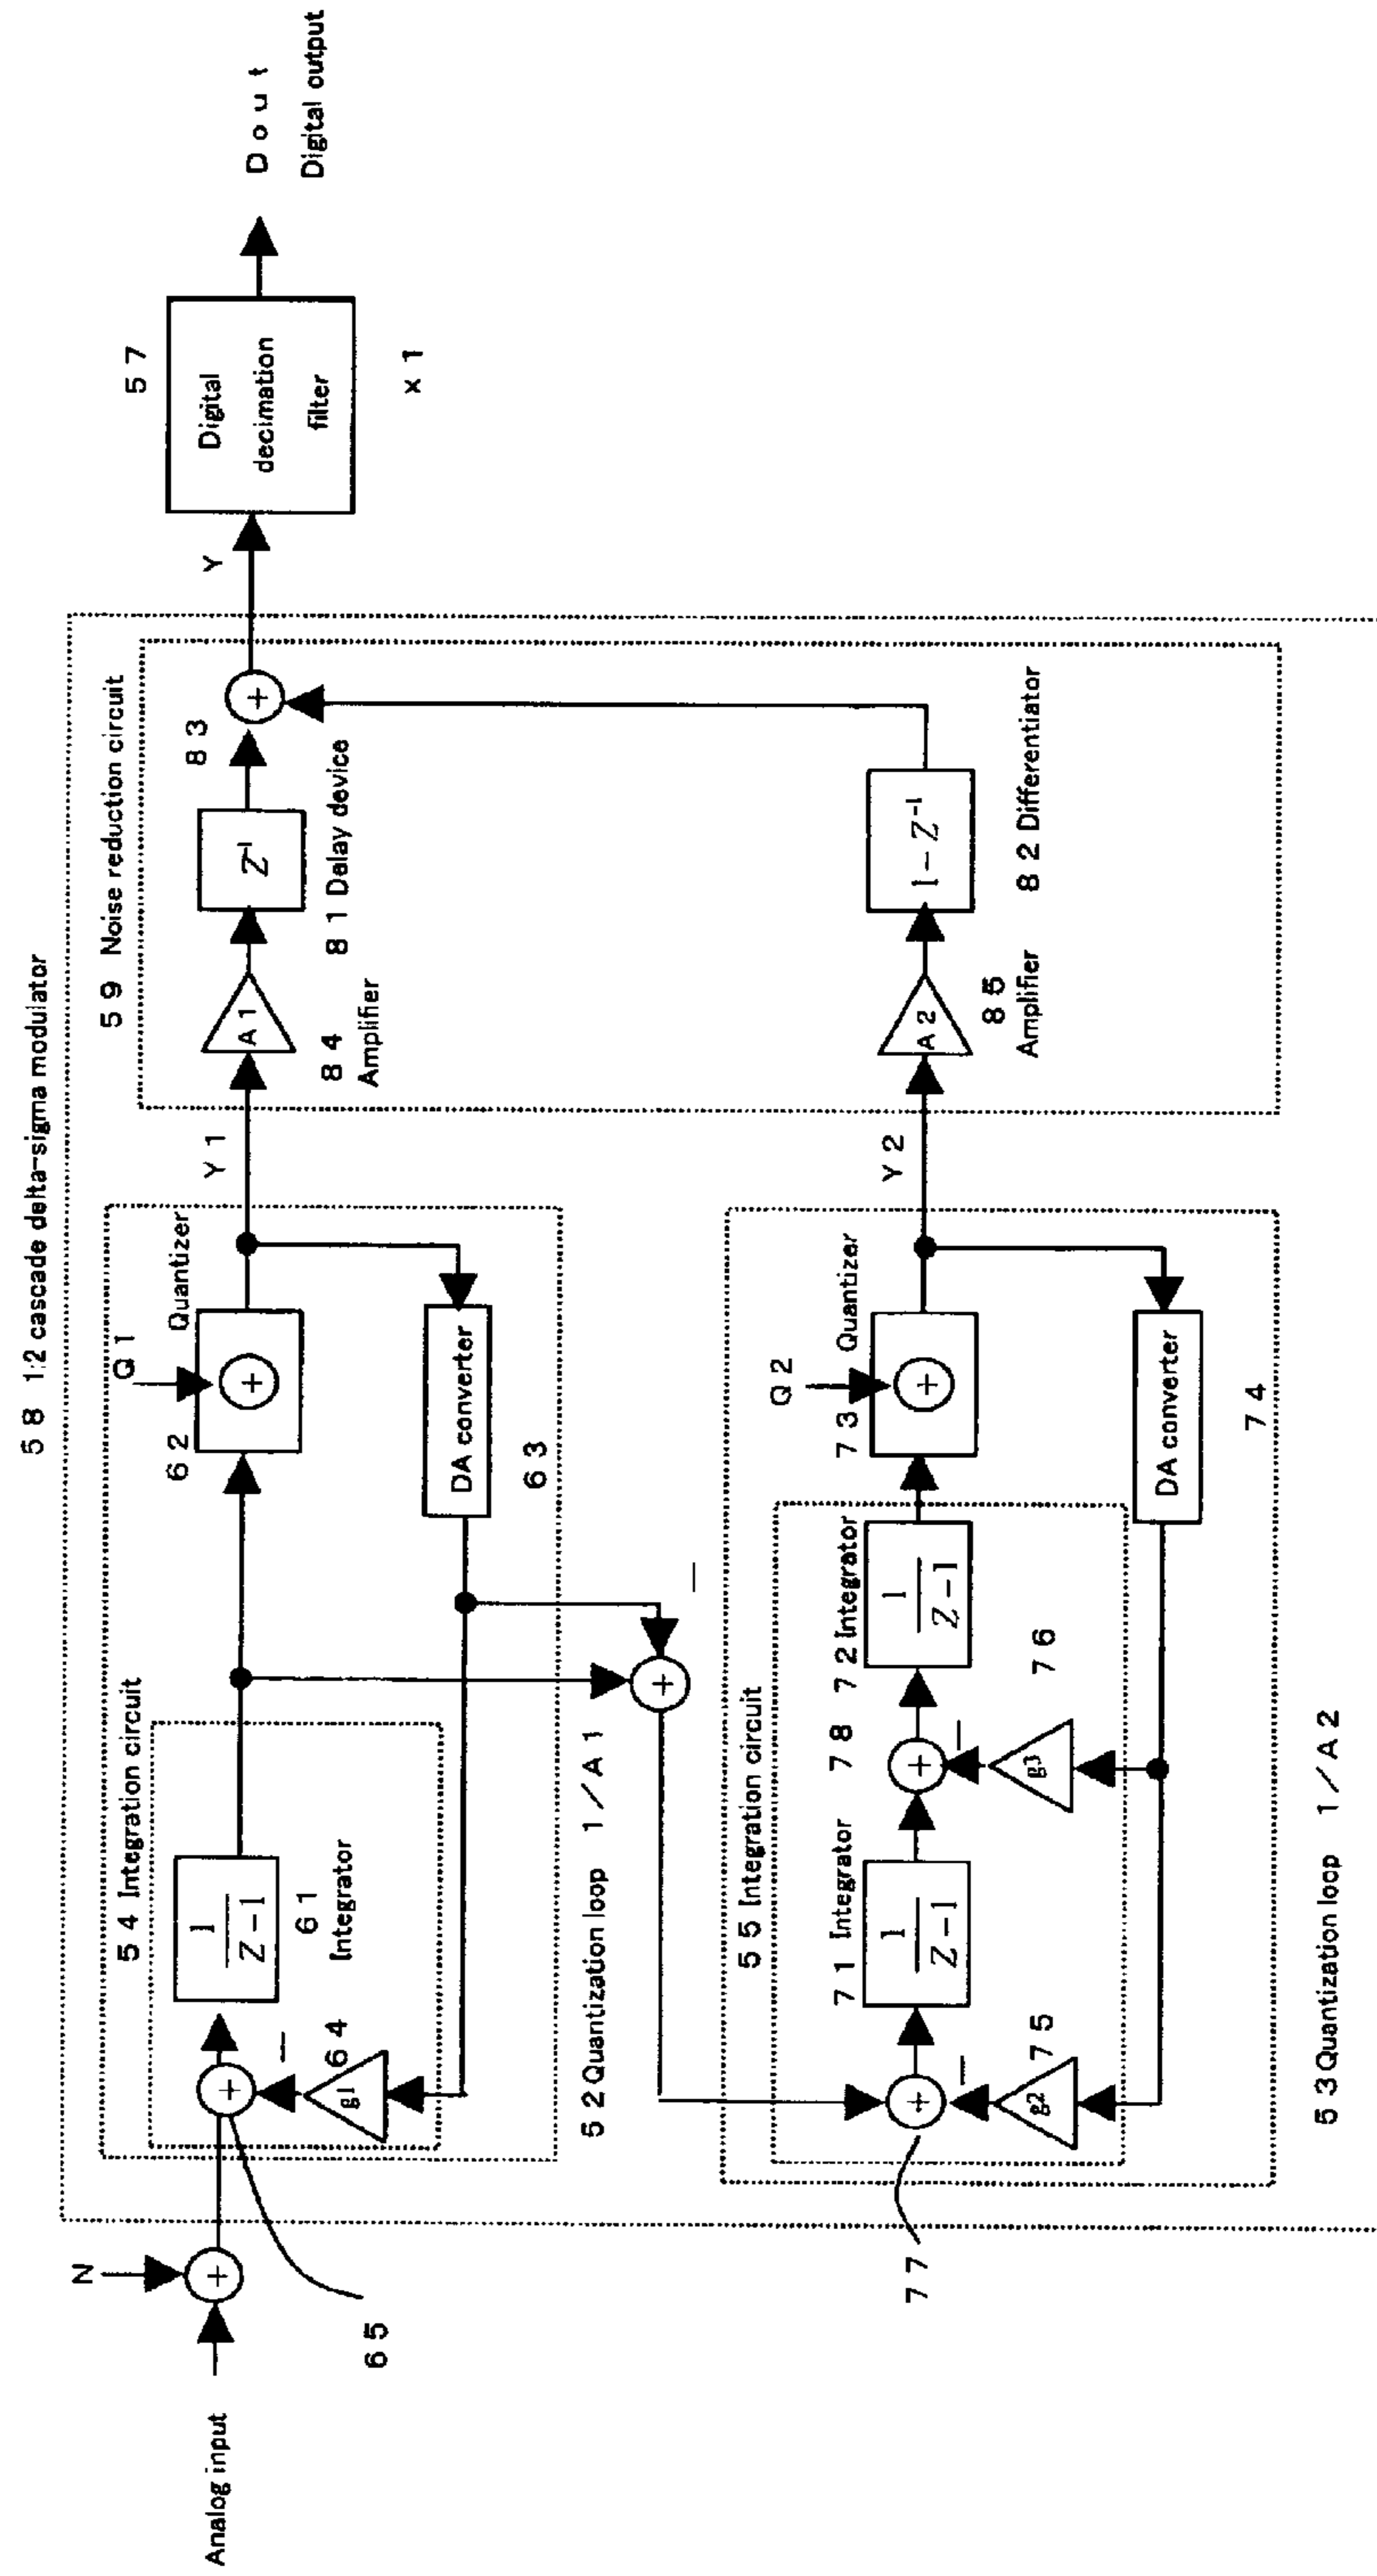 58 1:2 cascade delta-sigma modulator
Analog input
N
65
54 Integration circuit
1
Z-1
61
Integrator
g1
64
−
Q1
62
Quantizer
+
DA converter
63
52 Quantization loop 1/A1
−
Y1
59 Noise reduction circuit
A1
84
Amplifier
Z⁻¹
81 Delay device
83
+
Y
57
Digital
decimation
filter
x1
Dout
Digital output
77
55 Integration circuit
71 Integrator
1
Z-1
g2
75
−
78
72 Integrator
1
Z-1
g3
76
−
Q2
73
Quantizer
+
DA converter
74
53 Quantization loop 1/A2
Y2
A2
85
Amplifier
1-Z⁻¹
82 Differentiator